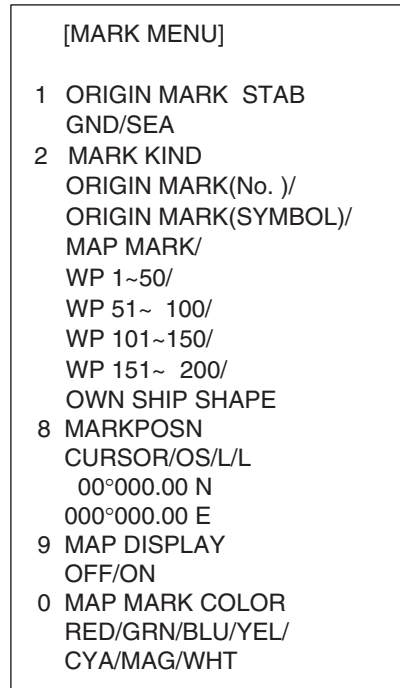 [MARK MENU]
1 ORIGIN MARK STAB
GND/SEA
2 MARK KIND
ORIGIN MARK(No. )/
ORIGIN MARK(SYMBOL)/
MAP MARK/
WP 1~50/
WP 51~ 100/
WP 101~150/
WP 151~ 200/
OWN SHIP SHAPE
8 MARKPOSN
CURSOR/OS/L/L
00°000.00 N
000°000.00 E
9 MAP DISPLAY
OFF/ON
0 MAP MARK COLOR
RED/GRN/BLU/YEL/
CYA/MAG/WHT